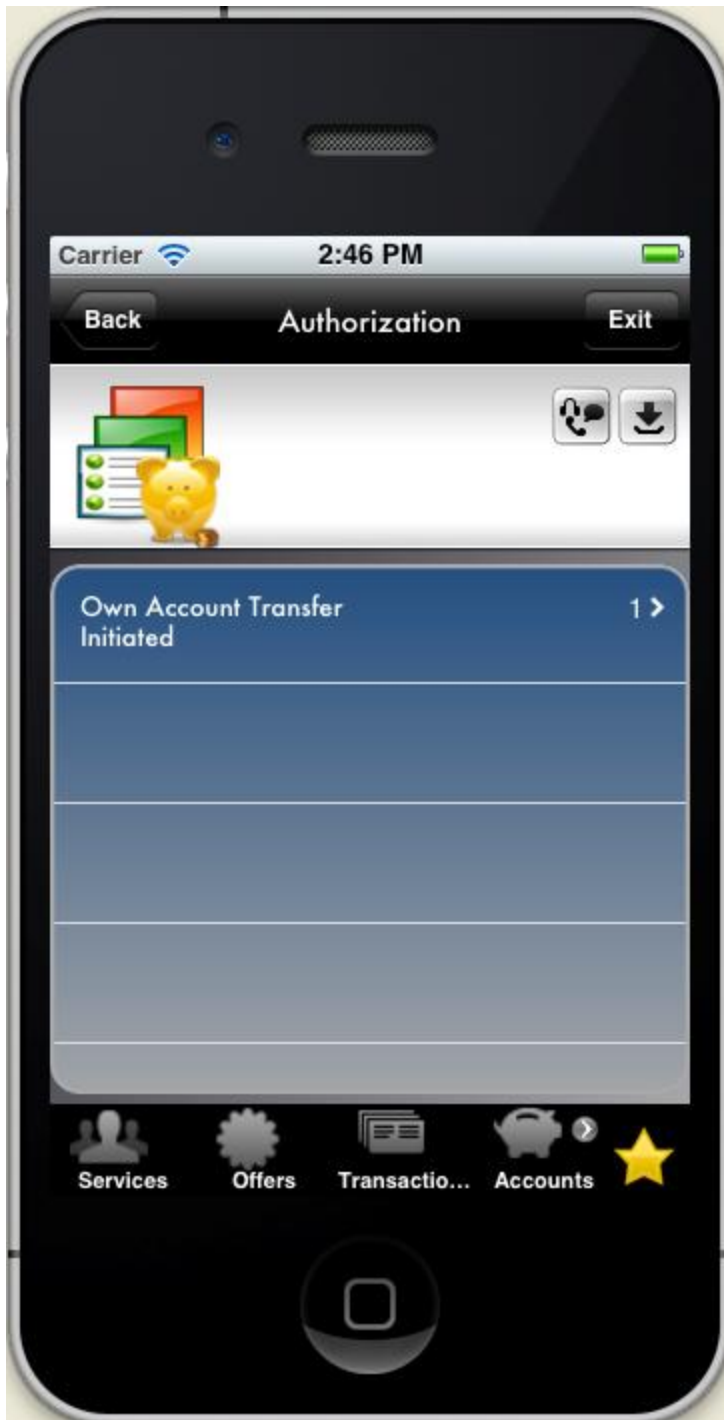 Carrier 2:46 PM
Back Authorization Exit
Own Account Transfer 1
Initiated
Services Offers Transactio... Accounts